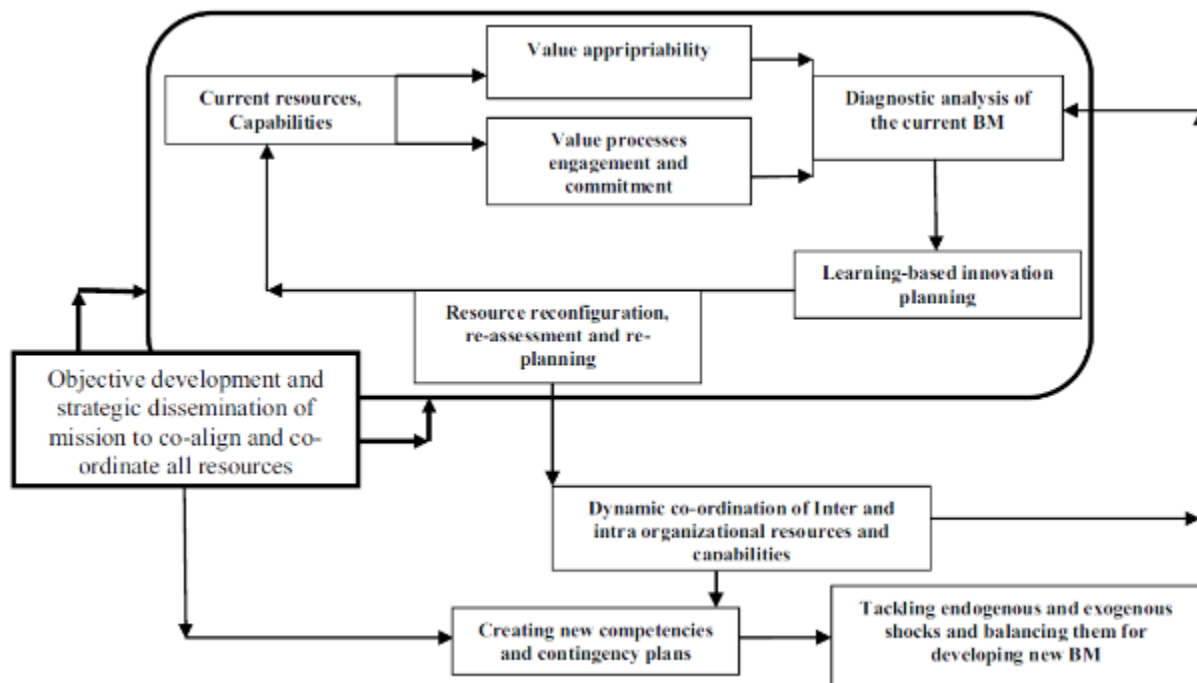 Value appripriability
Current resources,
Capabilities
Value processes
engagement and
commitment
Diagnostic analysis of
the current BM
Learning-based innovation
planning
Resource reconfiguration,
re-assessment and re-
planning
Objective development and
strategic dissemination of
mission to co-align and co-
ordinate all resources
Dynamic co-ordination of Inter and
intra organizational resources and
capabilities
Creating new competencies
and contingency plans
Tackling endogenous and exogenous
shocks and balancing them for
developing new BM